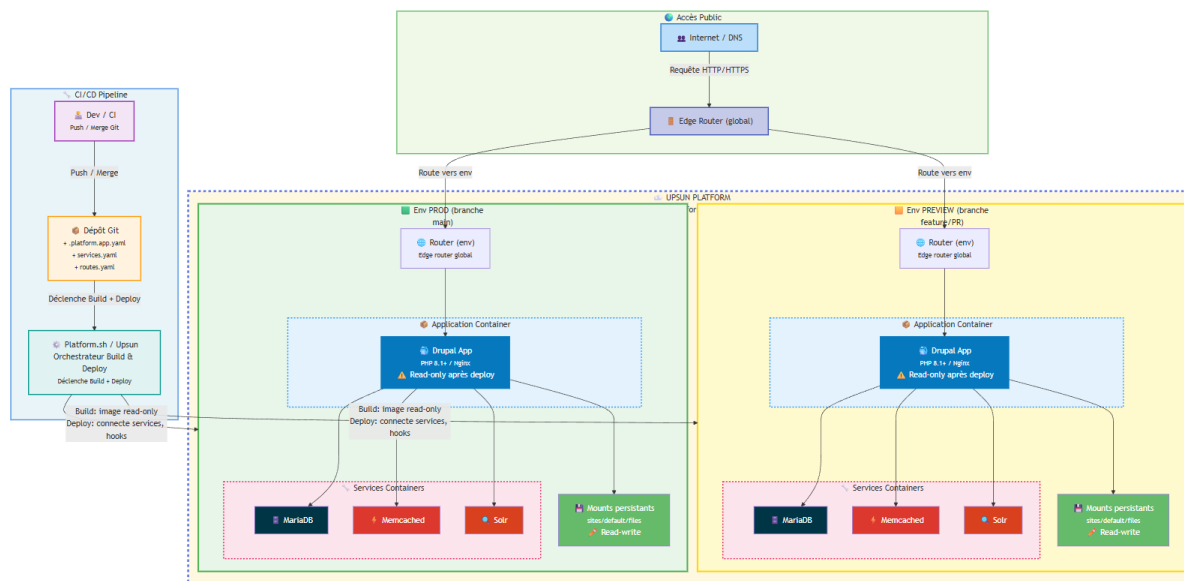 Accès Public
Internet / DNS
Requête HTTP/HTTPS
Edge Router (global)
Route vers env
Route vers env
CI/CD Pipeline
Dev / CI
Push / Merge Git
Push / Merge
Dépôt Git
+ .platform.app.yaml
+ services.yaml
+ routes.yaml
Déclenche Build + Deploy
Platform.sh / Upsun
Orchestrateur Build &
Deploy
Déclenche Build + Deploy
Build: image read-only
Deploy: connecte services,
hooks
UPSUN PLATFORM
Env PROD (branche
main)
Router (env)
Edge router global
Application Container
Drupal App
PHP 8.1+ / Nginx
Read-only après deploy
Build: image read-only
Deploy: connecte services,
hooks
Services Containers
MariaDB
Memcached
Solr
Mounts persistants
sites/default/files
Read-write
Env PREVIEW (branche
feature/PR)
Router (env)
Edge router global
Application Container
Drupal App
PHP 8.1+ / Nginx
Read-only après deploy
Services Containers
MariaDB
Memcached
Solr
Mounts persistants
sites/default/files
Read-write